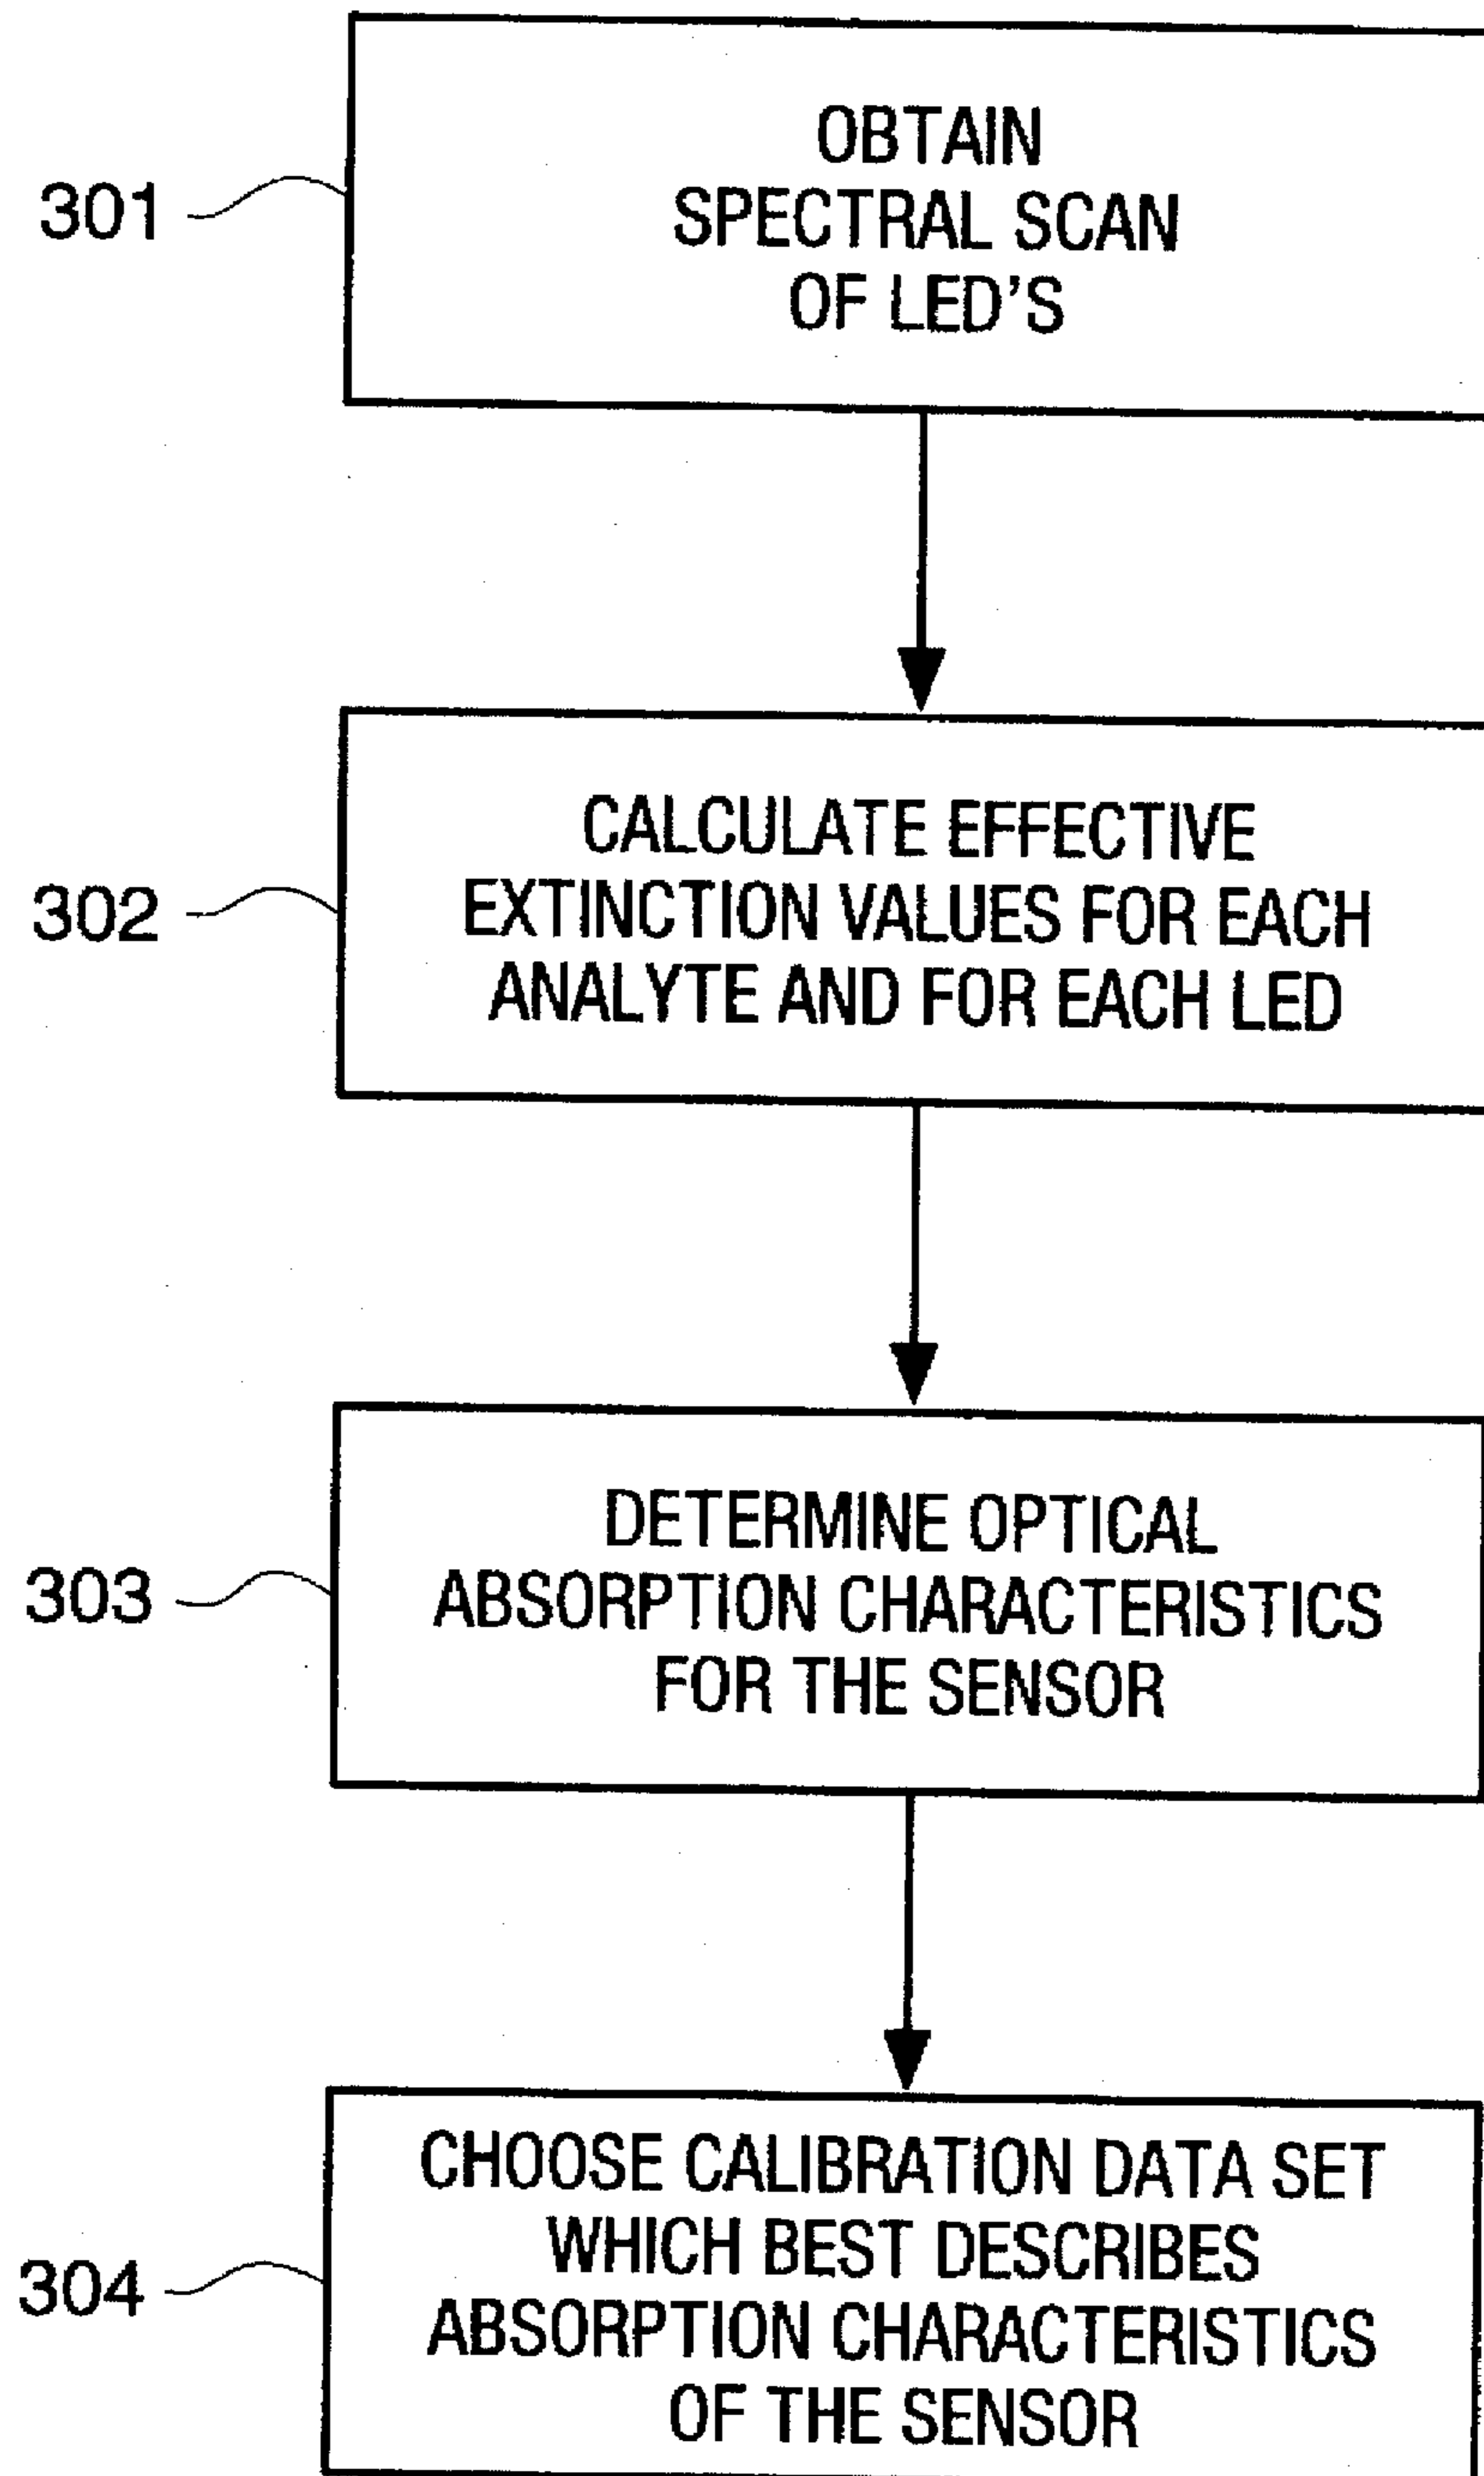 301
OBTAIN
SPECTRAL SCAN
OF LED'S
302
CALCULATE EFFECTIVE
EXTINCTION VALUES FOR EACH
ANALYTE AND FOR EACH LED
303
DETERMINE OPTICAL
ABSORPTION CHARACTERISTICS
FOR THE SENSOR
304
CHOOSE CALIBRATION DATA SET
WHICH BEST DESCRIBES
ABSORPTION CHARACTERISTICS
OF THE SENSOR